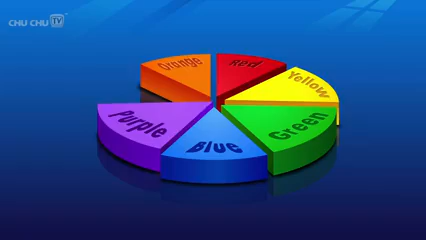 CHU CHU TV
Orange
Red
Yellow
Green
Blue
Purple